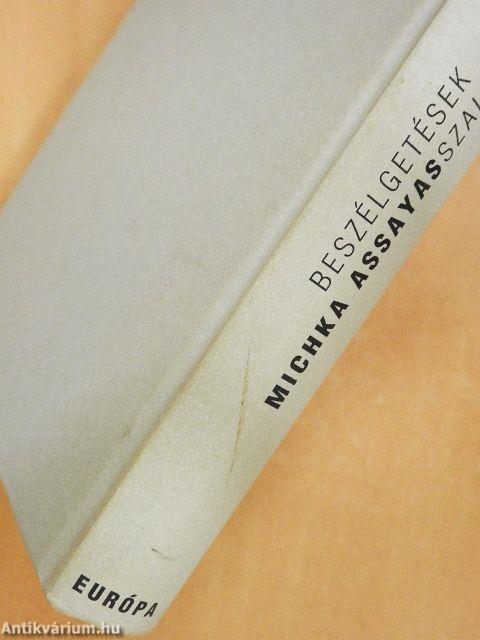 BESZÉLGETÉSEK
MICHKA ASSAYASSZAL
EURÓPA
Antikvárium.hu